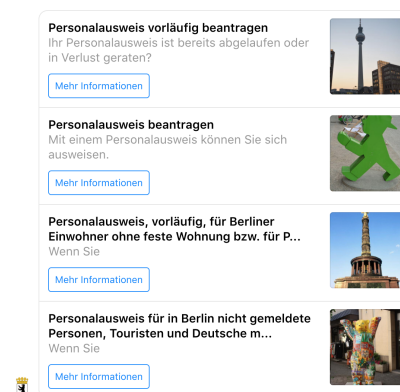 Personalausweis vorläufig beantragen
Ihr Personalausweis ist bereits abgelaufen oder
in Verlust geraten?
Mehr Informationen
Personalausweis beantragen
Mit einem Personalausweis können Sie sich
ausweisen.
Mehr Informationen
Personalausweis, vorläufig, für Berliner
Einwohner ohne feste Wohnung bzw. für P...
Wenn Sie
Mehr Informationen
Personalausweis für in Berlin nicht gemeldete
Personen, Touristen und Deutsche m...
Wenn Sie
Mehr Informationen